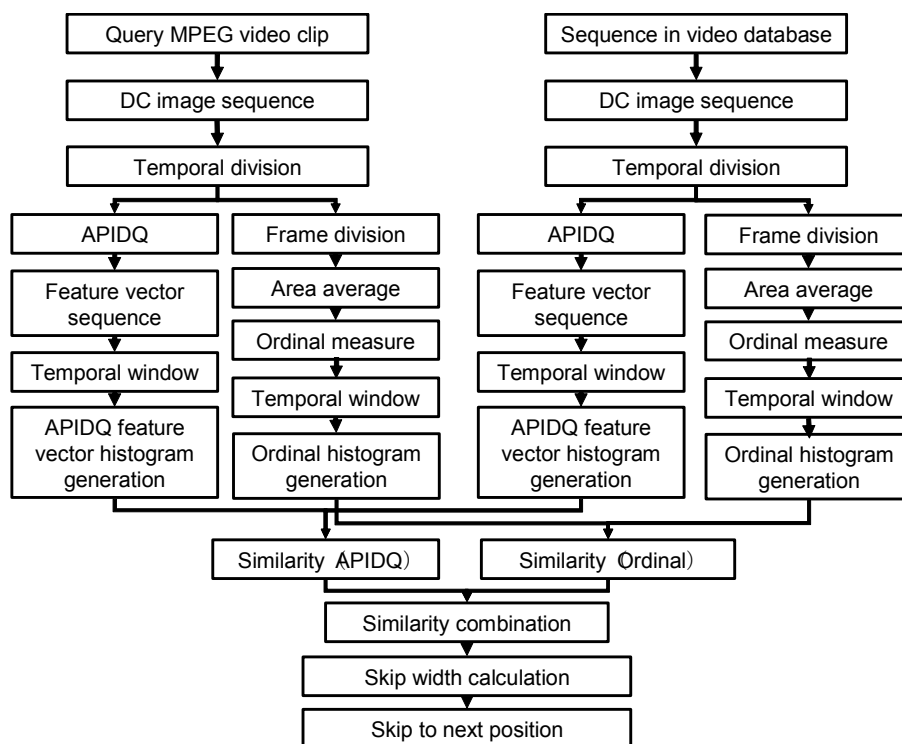 Query MPEG video clip
Sequence in video database
DC image sequence
DC image sequence
Temporal division
Temporal division
APIDQ
Frame division
APIDQ
Frame division
Feature vector
sequence
Area average
Feature vector
sequence
Area average
Ordinal measure
Ordinal measure
Temporal window
Temporal window
Temporal window
Temporal window
APIDQ feature
vector histogram
generation
Ordinal histogram
generation
APIDQ feature
vector histogram
generation
Ordinal histogram
generation
Similarity（APIDQ）
Similarity（Ordinal）
Similarity combination
Skip width calculation
Skip to next position